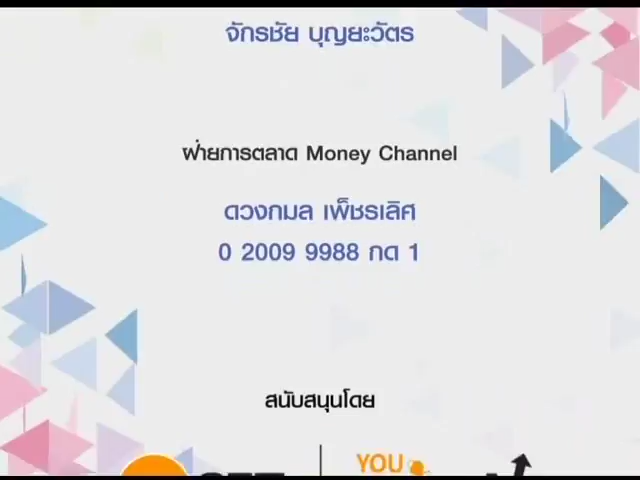 จักรชัย บุญยะวัตร
ฝ่ายการตลาด Money Channel
ดวงกมล เพ็ชรเลิศ
0 2009 9988 กด 1
สนับสนุนโดย
YOU